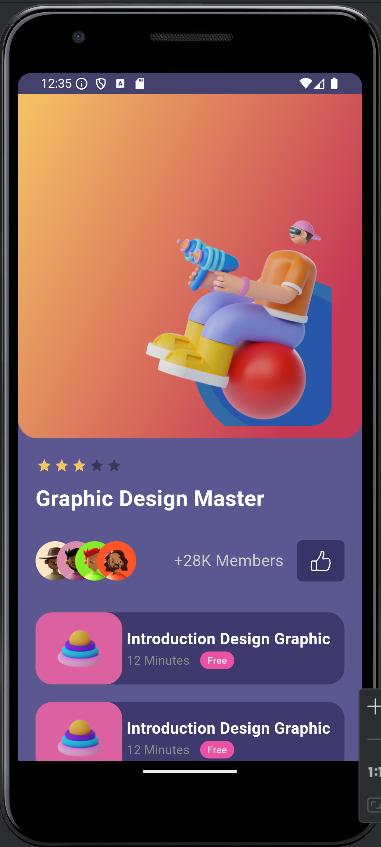 12:35
Graphic Design Master
+28K Members
Introduction Design Graphic
12 Minutes Free
Introduction Design Graphic
12 Minutes Free